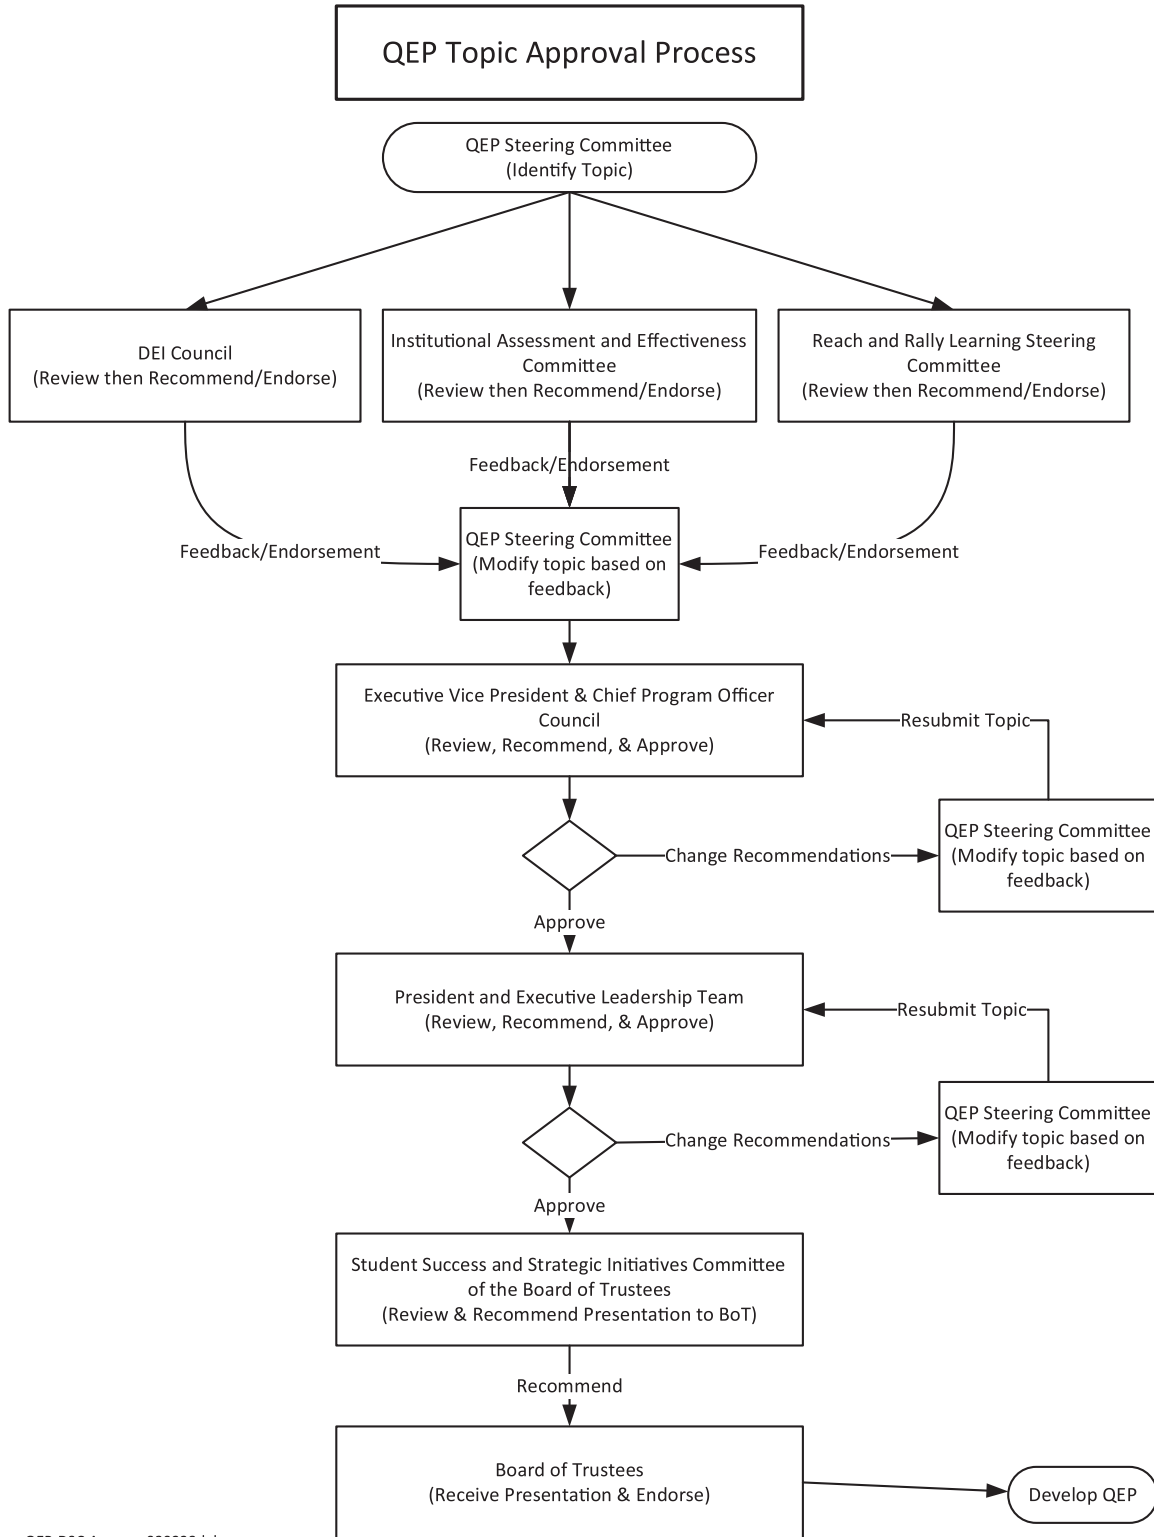 QEP Topic Approval Process
QEP Steering Committee
(Identify Topic)
DEI Council
(Review then Recommend/Endorse)
Institutional Assessment and Effectiveness
Committee
(Review then Recommend/Endorse)
Reach and Rally Learning Steering
Committee
(Review then Recommend/Endorse)
Feedback/Endorsement
Feedback/Endorsement
Feedback/Endorsement
QEP Steering Committee
(Modify topic based on
feedback)
Executive Vice President & Chief Program Officer
Council
(Review, Recommend, & Approve)
Resubmit Topic
Change Recommendations
QEP Steering Committee
(Modify topic based on
feedback)
Approve
President and Executive Leadership Team
(Review, Recommend, & Approve)
Resubmit Topic
Change Recommendations
QEP Steering Committee
(Modify topic based on
feedback)
Approve
Student Success and Strategic Initiatives Committee
of the Board of Trustees
(Review & Recommend Presentation to BoT)
Recommend
Board of Trustees
(Receive Presentation & Endorse)
Develop QEP